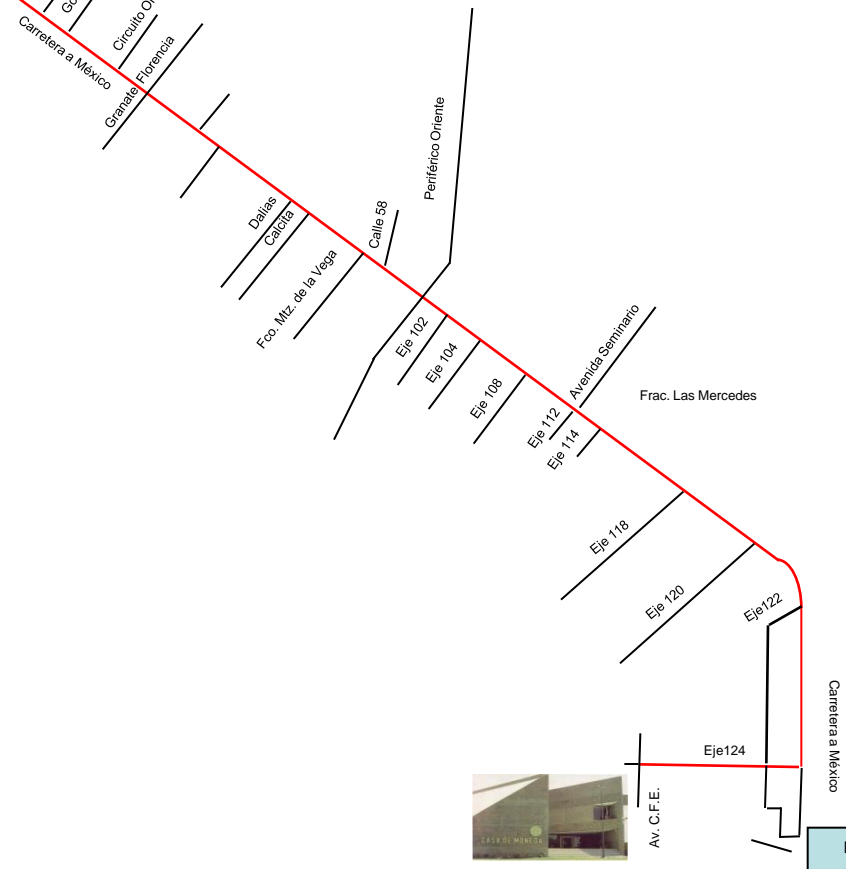 Circuito
Carretera a México
Granate
Florencia
Periférico Oriente
Dalias
Calcita
Calle 58
Fco. Mtz. de la Vega
Eje 102
Eje 104
Eje 108
Avenida Seminario
Frac. Las Mercedes
Eje 112
Eje 114
Eje 118
Eje 120
Eje122
Carretera a México
Eje124
Av. C.F.E.
CASA DE MONEDA